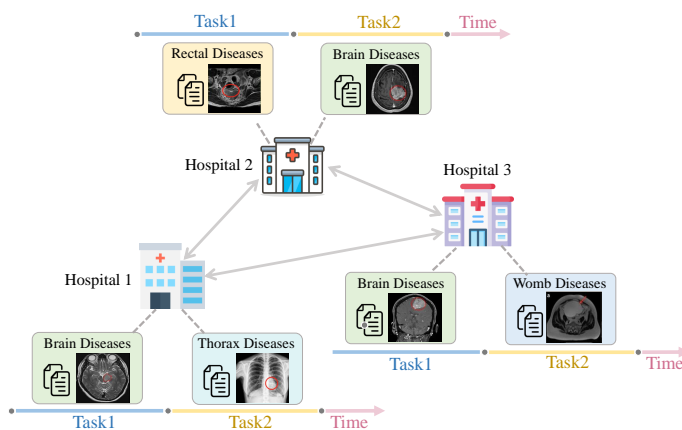 Task1 Task2 Time
Rectal Diseases
Brain Diseases
Hospital 2
Hospital 3
Hospital 1
Brain Diseases
Womb Diseases
a
Brain Diseases
Thorax Diseases
Task1 Task2 Time
Task1 Task2 Time